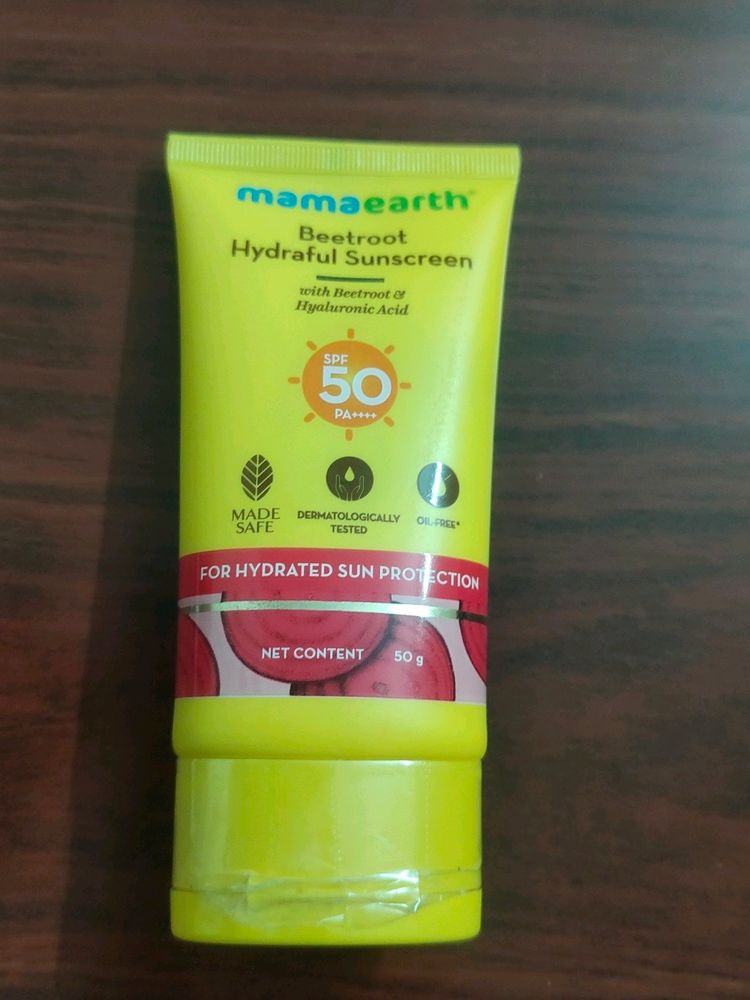 mamaearth
Beetroot
Hydraful Sunscreen
with Beetroot &
Hyaluronic Acid
SPF
50
PA++++
MADE
SAFE
DERMATOLOGICALLY
TESTED
OIL-FREE*
FOR HYDRATED SUN PROTECTION
NET CONTENT 50 g